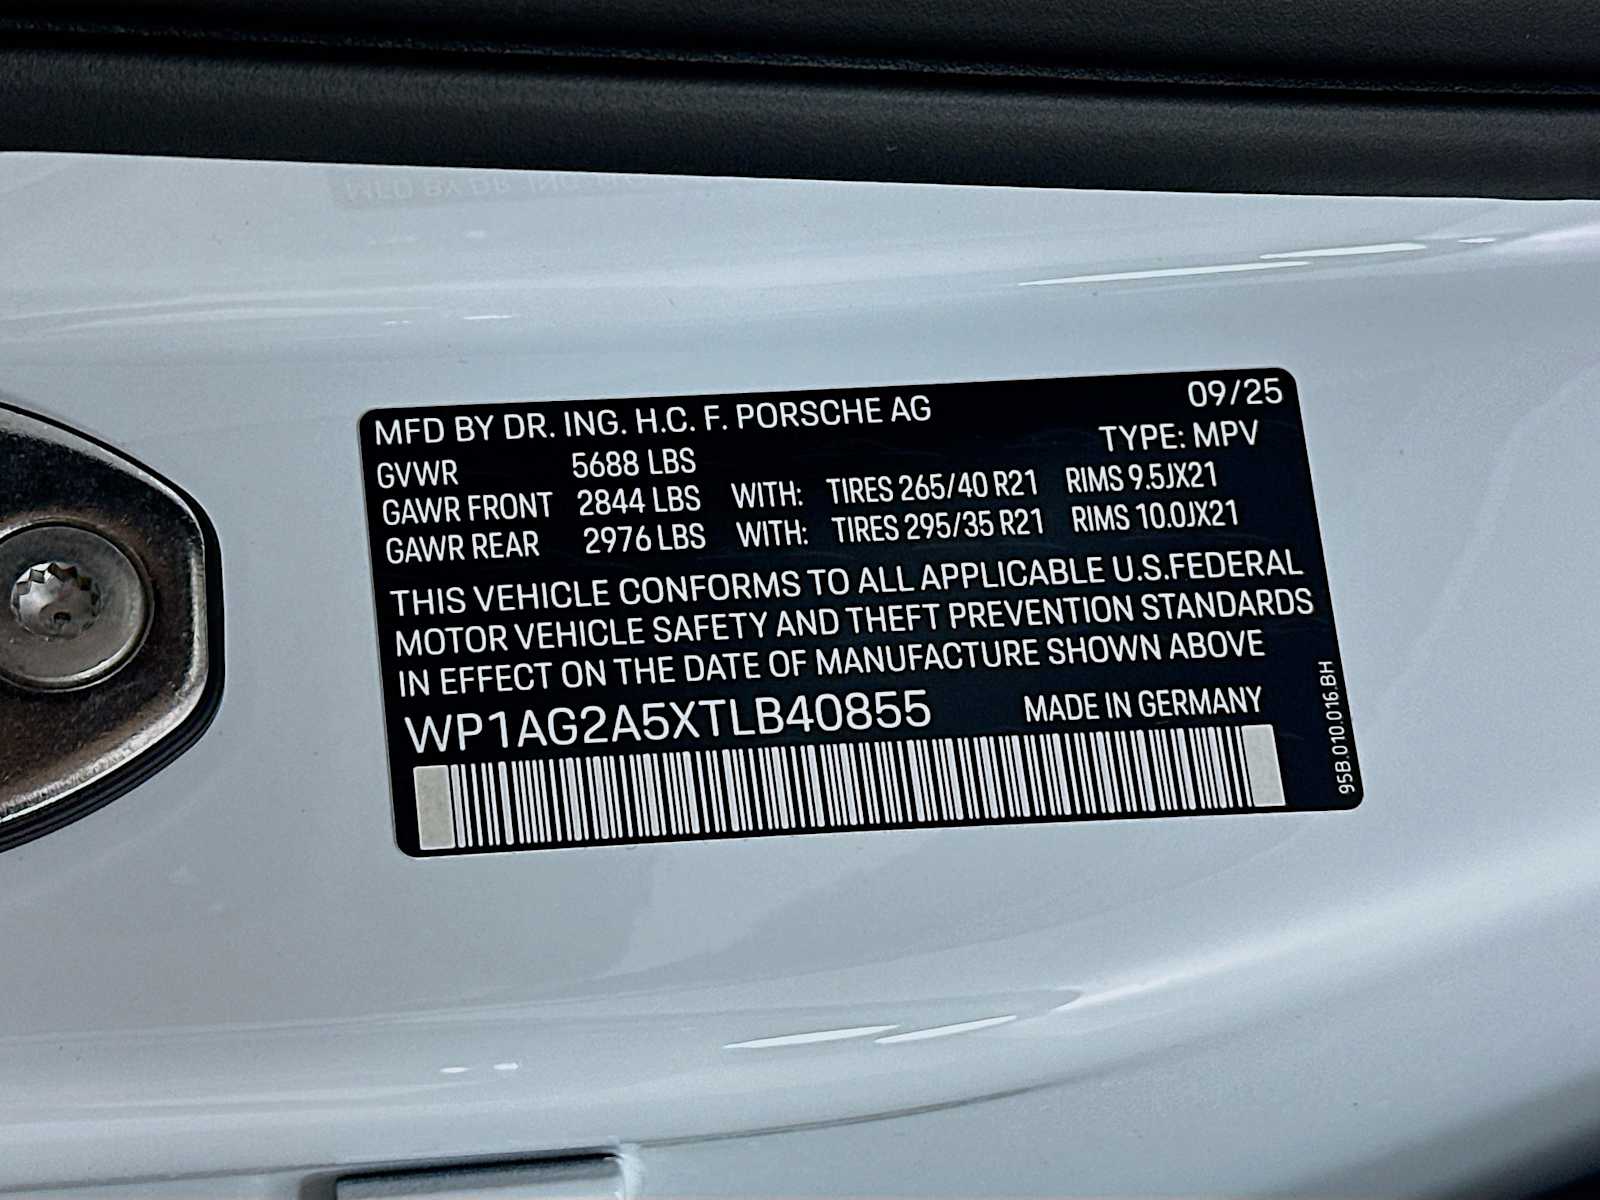 MFD BY DR. ING. H.C. F. PORSCHE AG 09/25
TYPE: MPV
GVWR 5688 LBS
GAWR FRONT 2844 LBS WITH: TIRES 265/40 R21 RIMS 9.5JX21
GAWR REAR 2976 LBS WITH: TIRES 295/35 R21 RIMS 10.0JX21
THIS VEHICLE CONFORMS TO ALL APPLICABLE U.S.FEDERAL
MOTOR VEHICLE SAFETY AND THEFT PREVENTION STANDARDS
IN EFFECT ON THE DATE OF MANUFACTURE SHOWN ABOVE
WP1AG2A5XTLB40855 MADE IN GERMANY
95B.010.016.BH